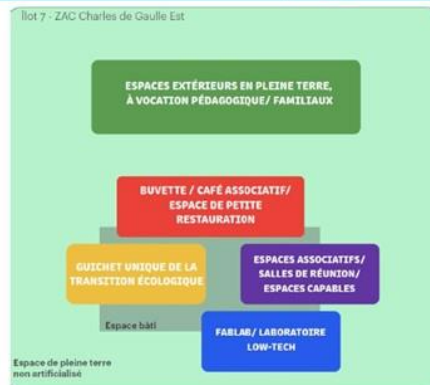 Îlot 7 - ZAC Charles de Gaulle Est
ESPACES EXTÉRIEURS EN PLEINE TERRE,
À VOCATION PÉDAGOGIQUE/ FAMILIAUX
BUVETTE / CAFÉ ASSOCIATIF/
ESPACE DE PETITE
RESTAURATION
GUICHET UNIQUE DE LA
TRANSITION ÉCOLOGIQUE
ESPACES ASSOCIATIFS/
SALLES DE RÉUNION/
ESPACES CAPABLES
Espace bâti
FABLAB/ LABORATOIRE
LOW-TECH
Espace de pleine terre
non artificialisé